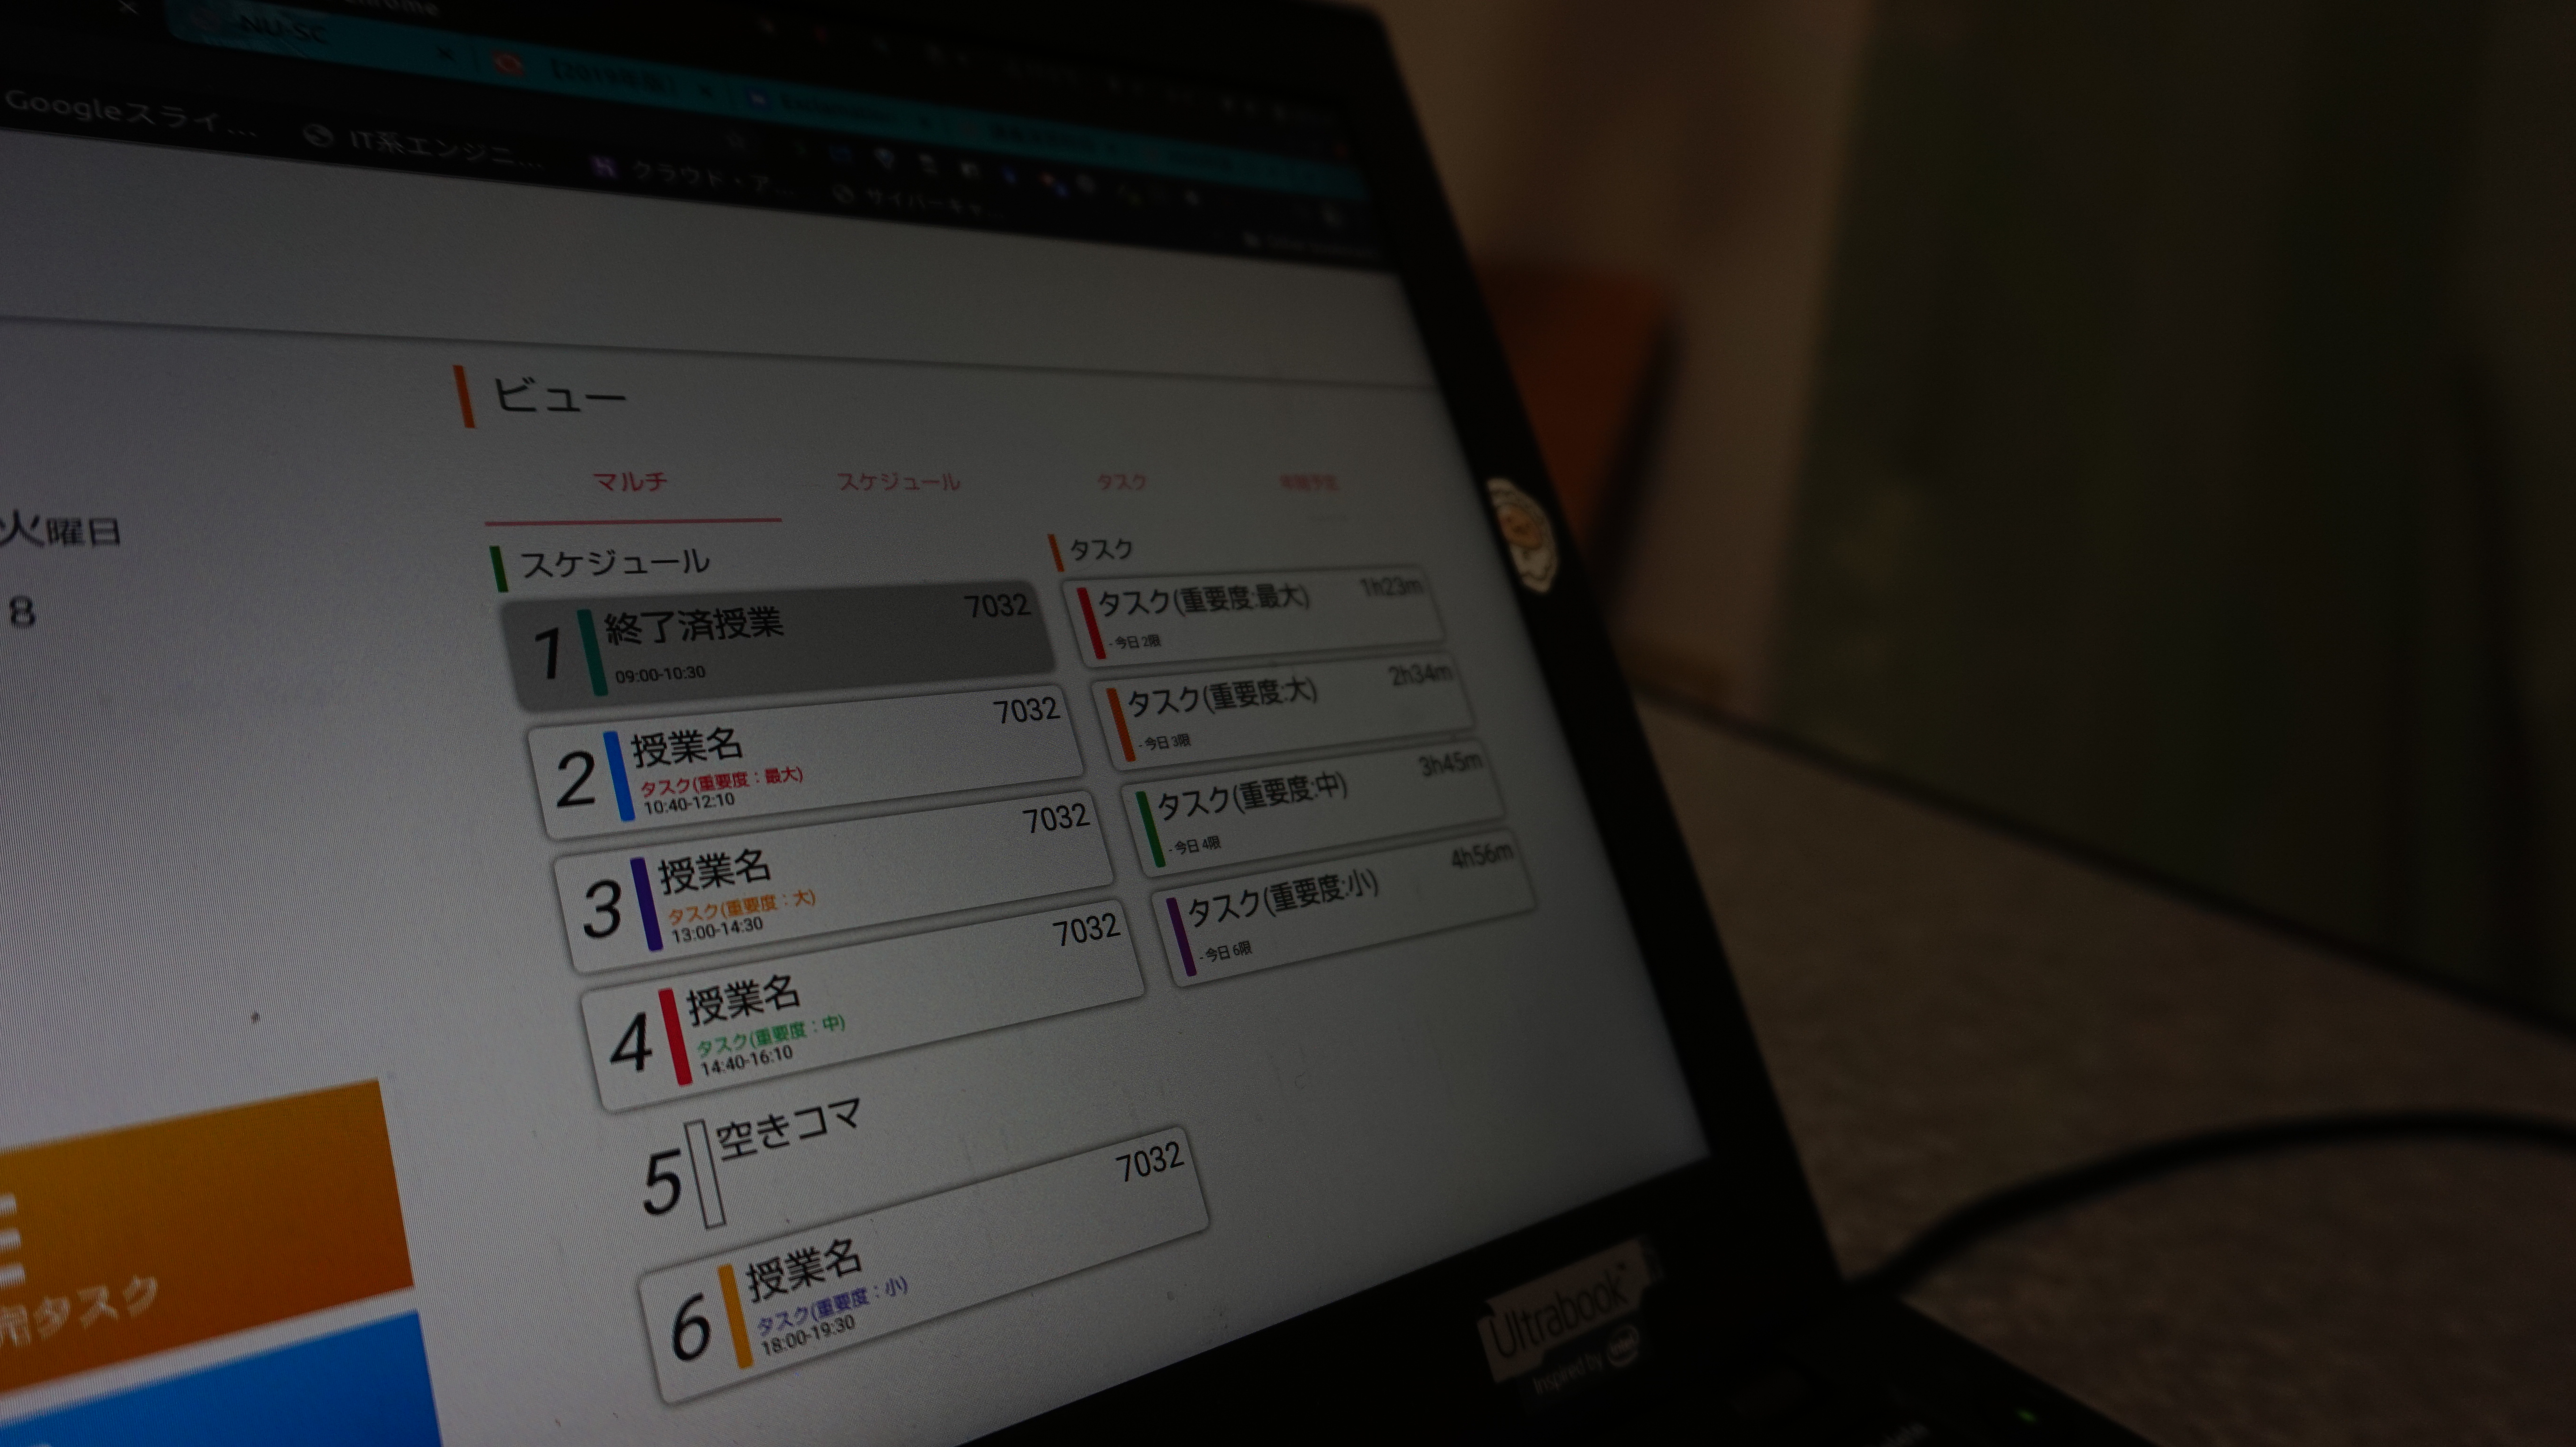 NU-SC
Googleスライ...
IT系エンジニ...
クラウド・ア...
サイバーキャ...
ビュー
マルチ
スケジュール
タスク
火曜日
8
スケジュール
1
終了済授業
7032
09:00-10:30
2
授業名
7032
タスク(重要度：最大)
10:40-12:10
3
授業名
7032
タスク(重要度：大)
13:00-14:30
4
授業名
7032
タスク(重要度：中)
14:40-16:10
5
空きコマ
6
授業名
7032
タスク(重要度：小)
18:00-19:30
タスク
タスク(重要度:最大)
1h23m
- 今日 2限
タスク(重要度:大)
2h34m
- 今日 3限
タスク(重要度:中)
3h45m
- 今日 4限
タスク(重要度:小)
4h56m
- 今日 6限
タスク
Ultrabook™
Inspired by intel